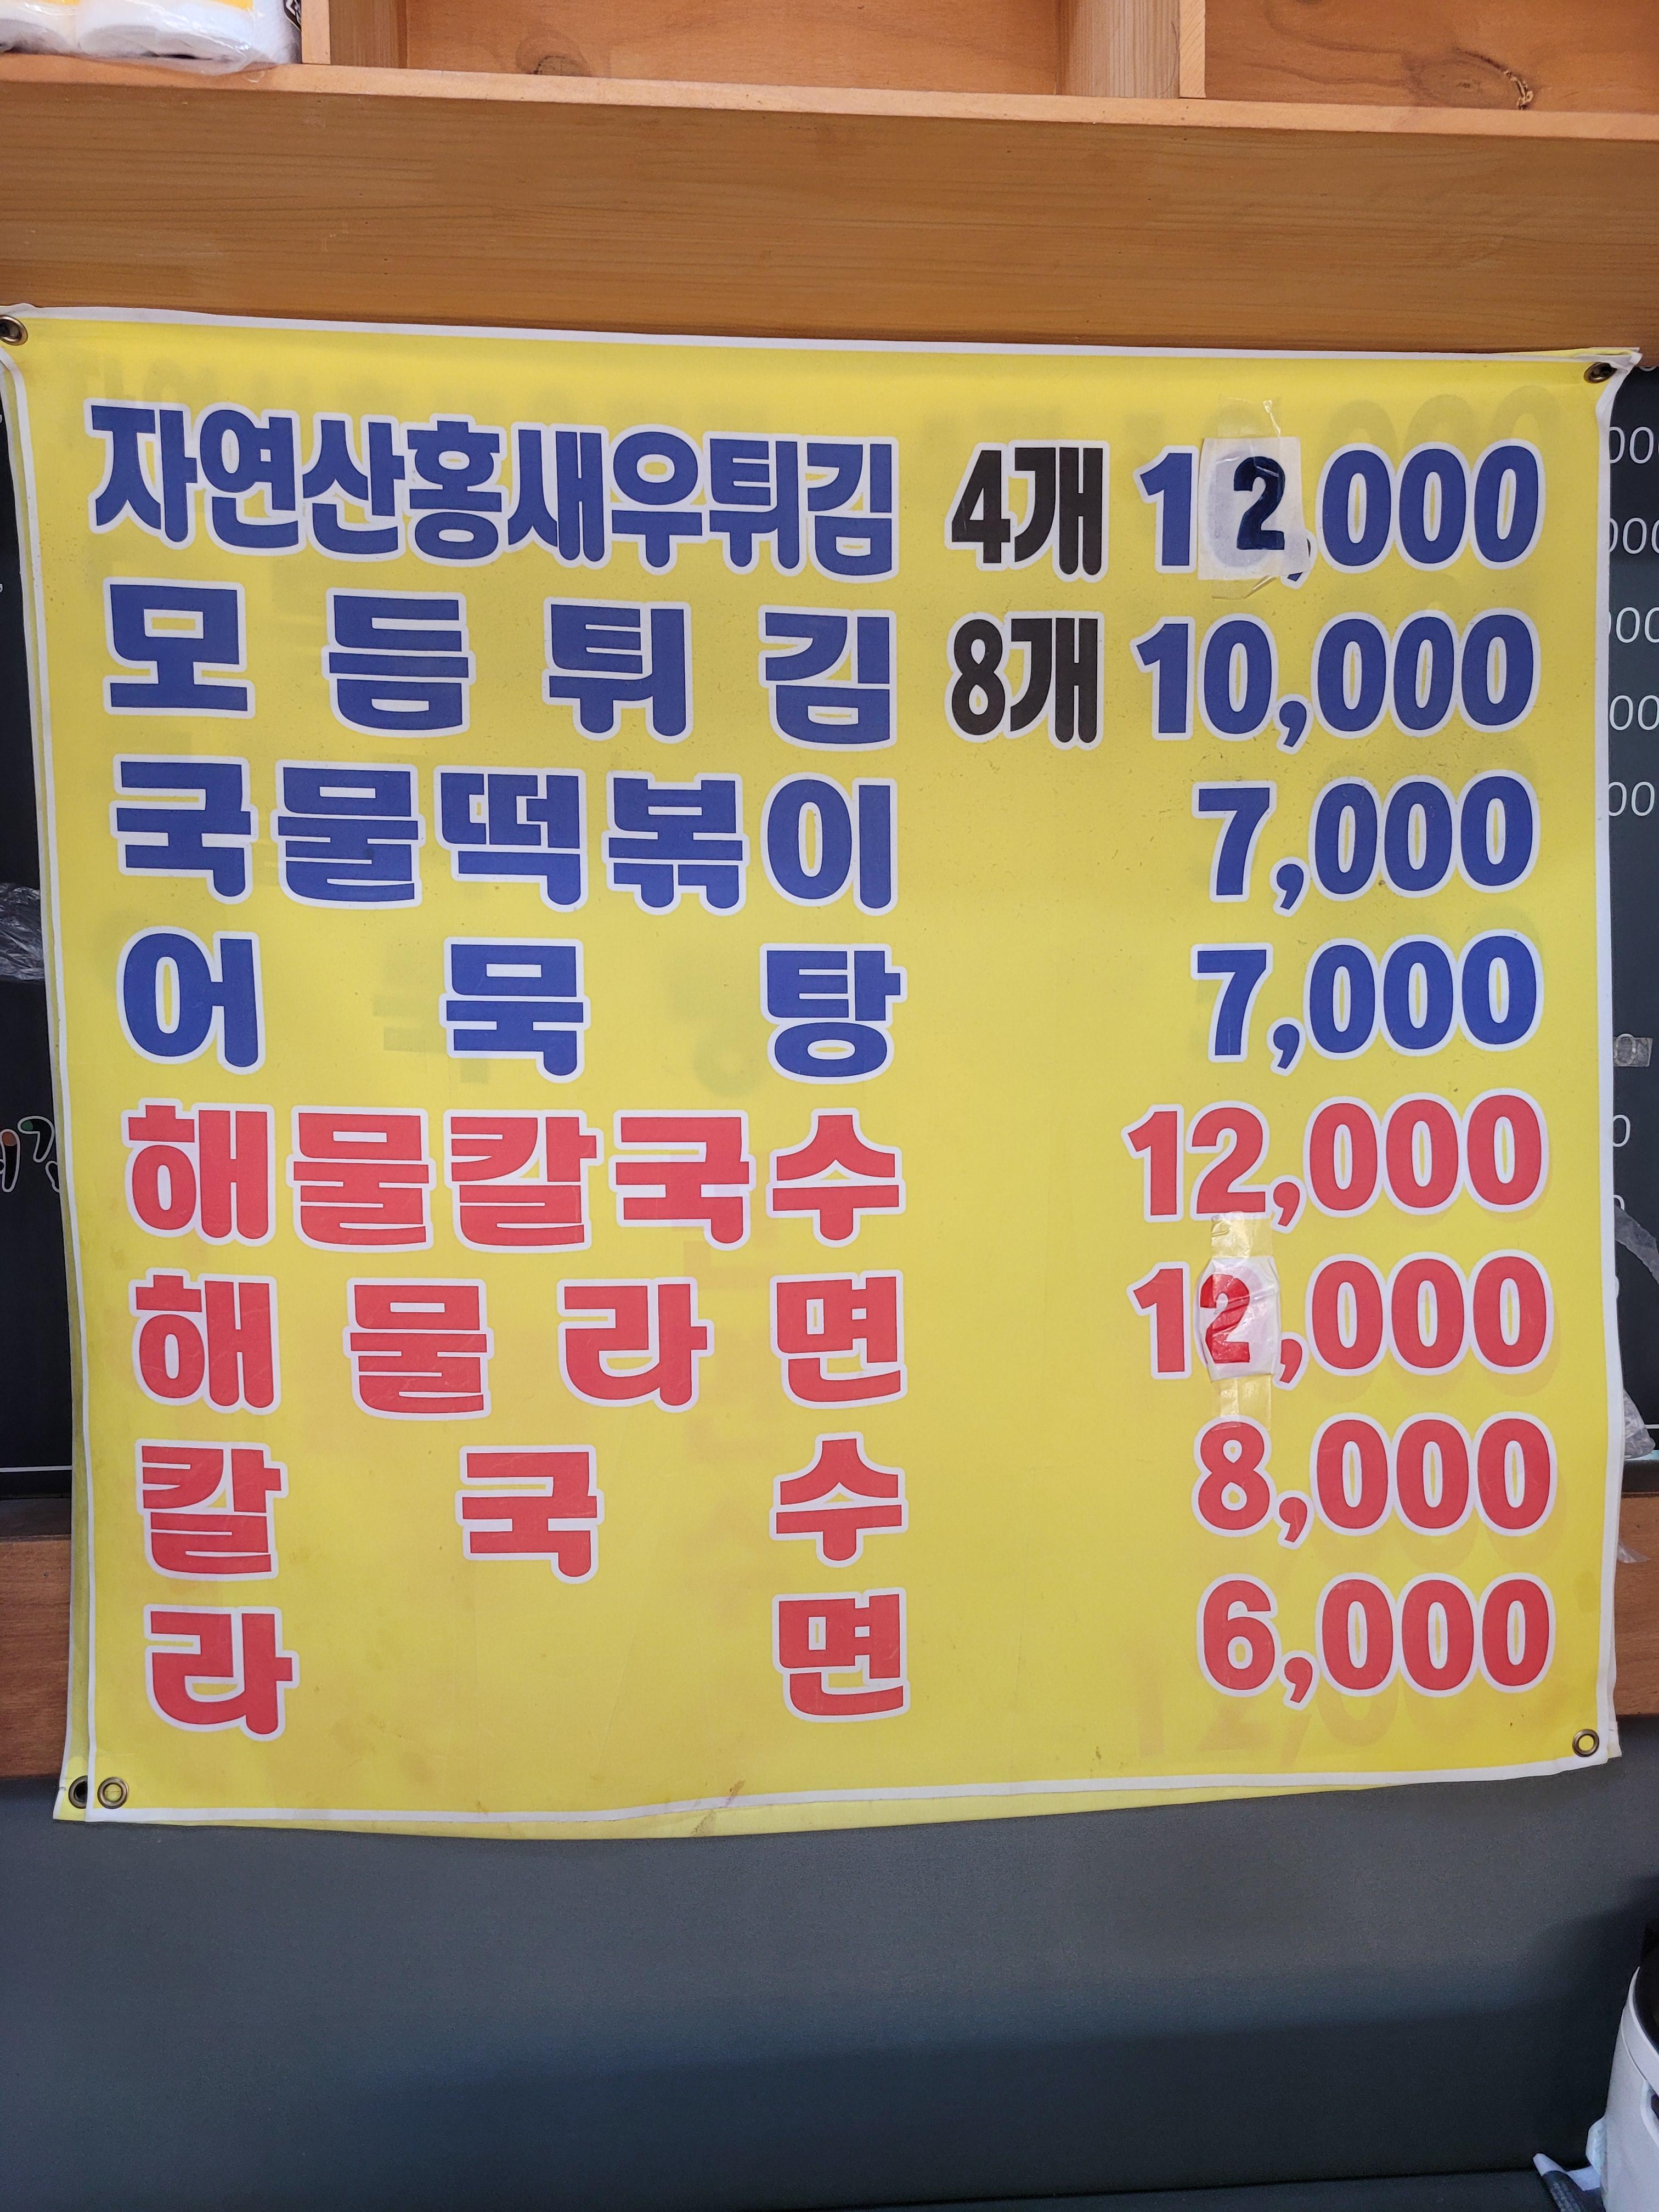 자연산홍새우튀김 4개 12,000
모듬튀김 8개 10,000
국물떡볶이 7,000
어묵탕 7,000
해물칼국수 12,000
해물라면 12,000
칼국수 8,000
라면 6,000